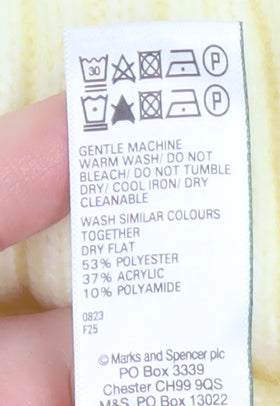 30 P
P
GENTLE MACHINE
WARM WASH/ DO NOT
BLEACH/ DO NOT TUMBLE
DRY/ COOL IRON/ DRY
CLEANABLE
WASH SIMILAR COLOURS
TOGETHER
DRY FLAT
53% POLYESTER
37% ACRYLIC
10% POLYAMIDE
0823
F25
© Marks and Spencer plc
PO Box 3339
Chester CH99 9QS
M&S, PO Box 13022